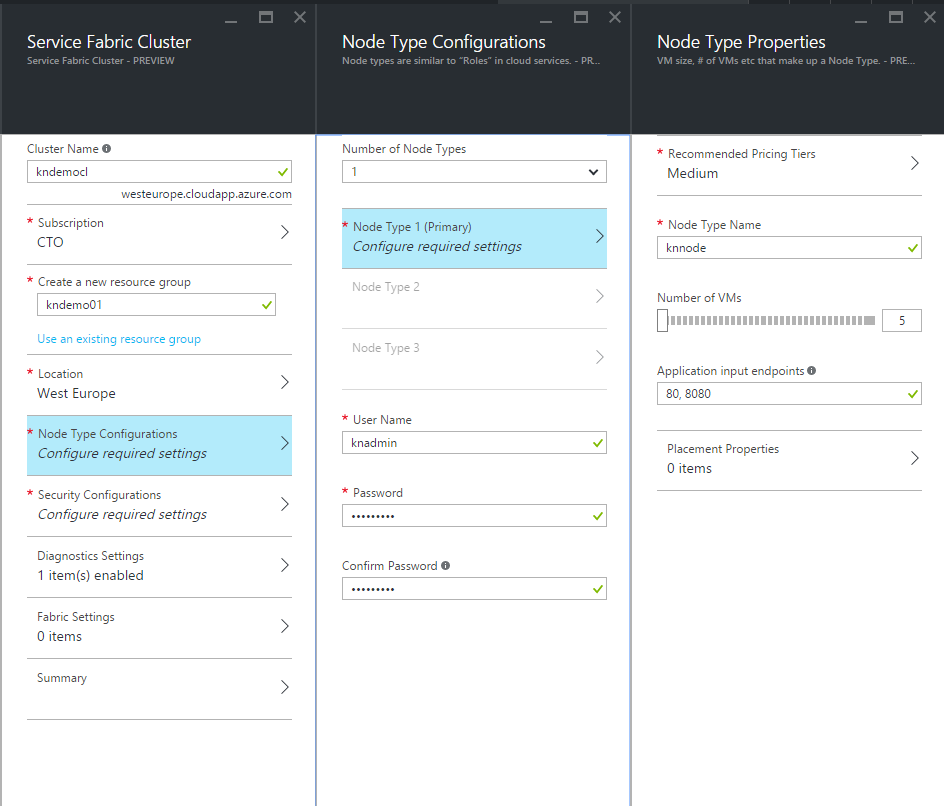 Service Fabric Cluster
Service Fabric Cluster - PREVIEW
Cluster Name
kndemocl
westeurope.cloudapp.azure.com
* Subscription
CTO
* Create a new resource group
kndemo01
Use an existing resource group
* Location
West Europe
* Node Type Configurations
Configure required settings
* Security Configurations
Configure required settings
Diagnostics Settings
1 item(s) enabled
Fabric Settings
0 items
Summary
Node Type Configurations
Node types are similar to "Roles" in cloud services. - PR...
Number of Node Types
1
* Node Type 1 (Primary)
Configure required settings
Node Type 2
Node Type 3
* User Name
knadmin
* Password
•••••••••
Confirm Password
•••••••••
Node Type Properties
VM size, # of VMs etc that make up a Node Type. - PRE...
* Recommended Pricing Tiers
Medium
* Node Type Name
knnode
Number of VMs
5
Application input endpoints
80, 8080
Placement Properties
0 items